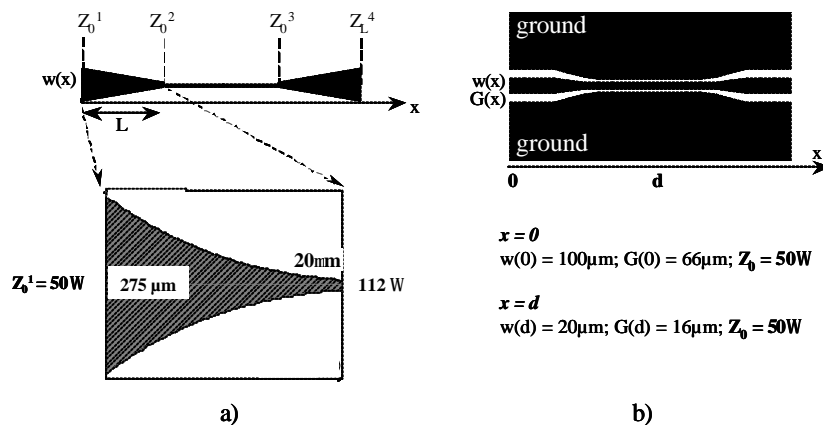 Z₀¹ Z₀² Z₀³ Z_L⁴
w(x)
x
L
Z₀¹ = 50W
275 µm
20mm
112 W
a)
ground
w(x)
G(x)
ground
x
0
d
x = 0
w(0) = 100µm; G(0) = 66µm; Z₀ = 50W
x = d
w(d) = 20µm; G(d) = 16µm; Z₀ = 50W
b)